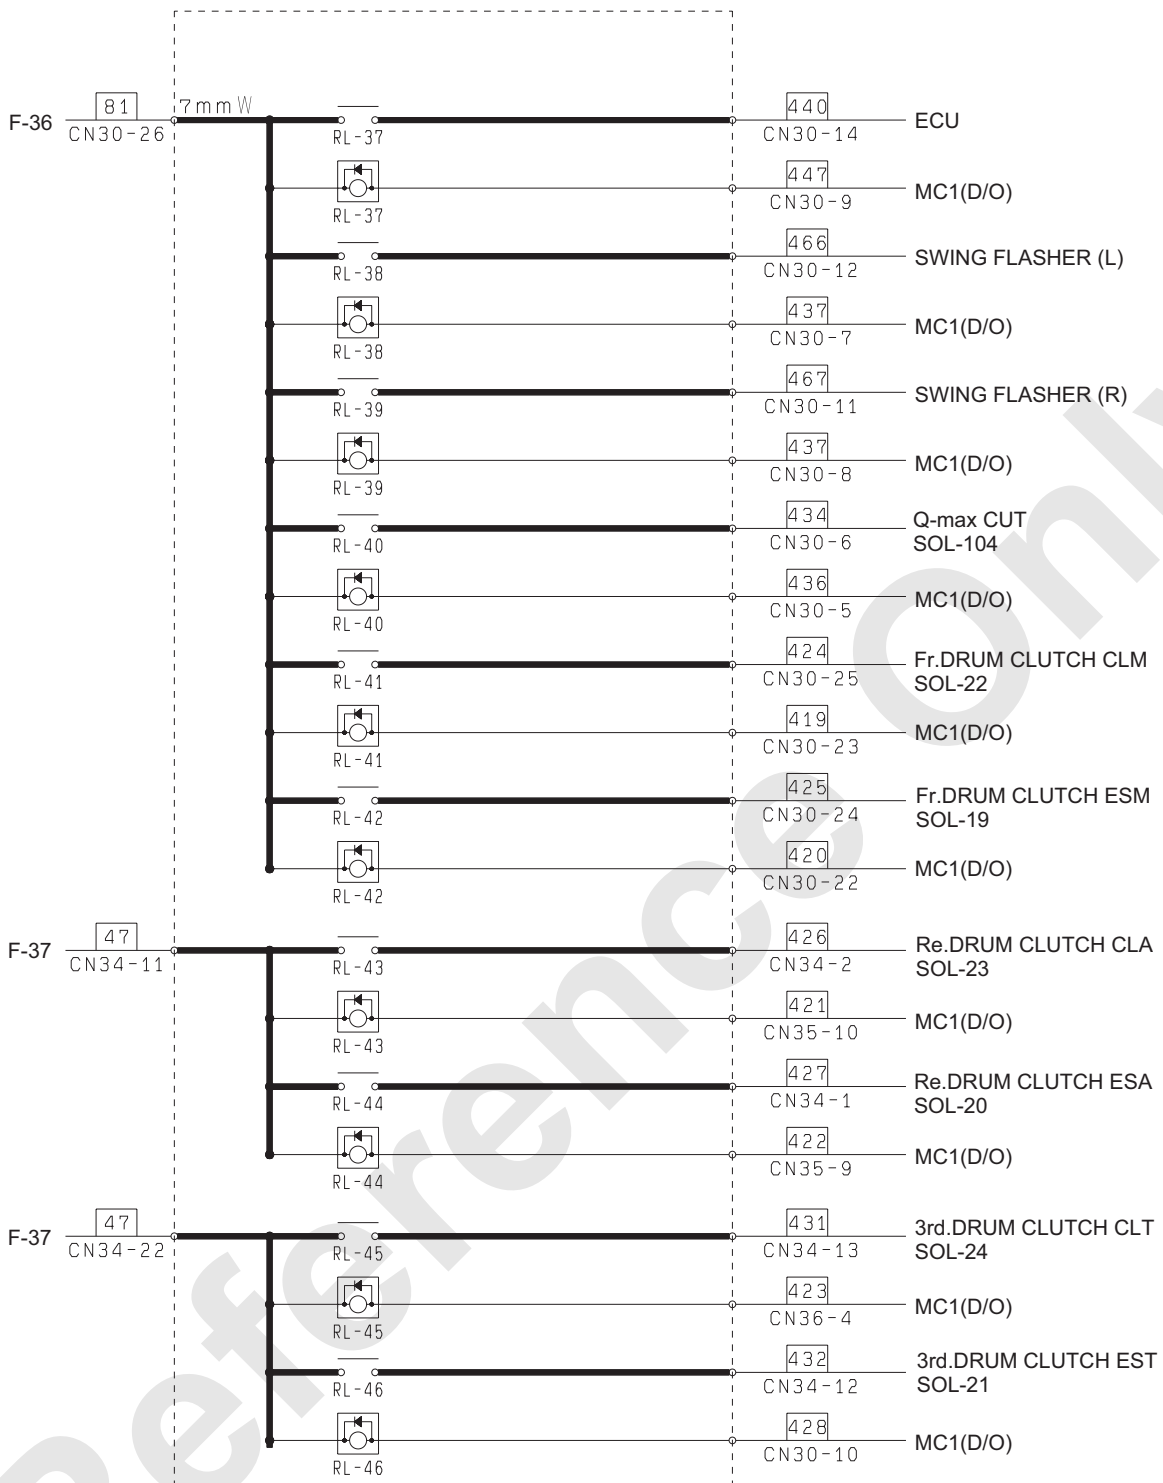 81 7mmW 440
F-36 RL-37 ECU
CN30-26 CN30-14
447
RL-37 MC1(D/O)
CN30-9
466
RL-38 SWING FLASHER (L)
CN30-12
437
RL-38 MC1(D/O)
CN30-7
467
RL-39 SWING FLASHER (R)
CN30-11
437
RL-39 MC1(D/O)
CN30-8
434 Q-max CUT
RL-40 CN30-6 SOL-104
436
RL-40 MC1(D/O)
CN30-5
424 Fr.DRUM CLUTCH CLM
RL-41 CN30-25 SOL-22
419
RL-41 MC1(D/O)
CN30-23
425 Fr.DRUM CLUTCH ESM
RL-42 CN30-24 SOL-19
420
RL-42 MC1(D/O)
CN30-22
47 426 Re.DRUM CLUTCH CLA
F-37 CN34-11 RL-43 CN34-2 SOL-23
421
RL-43 MC1(D/O)
CN35-10
427 Re.DRUM CLUTCH ESA
RL-44 CN34-1 SOL-20
422
RL-44 MC1(D/O)
CN35-9
47 431 3rd.DRUM CLUTCH CLT
F-37 CN34-22 RL-45 CN34-13 SOL-24
423
RL-45 MC1(D/O)
CN36-4
432 3rd.DRUM CLUTCH EST
RL-46 CN34-12 SOL-21
428
RL-46 MC1(D/O)
CN30-10
Reference Only